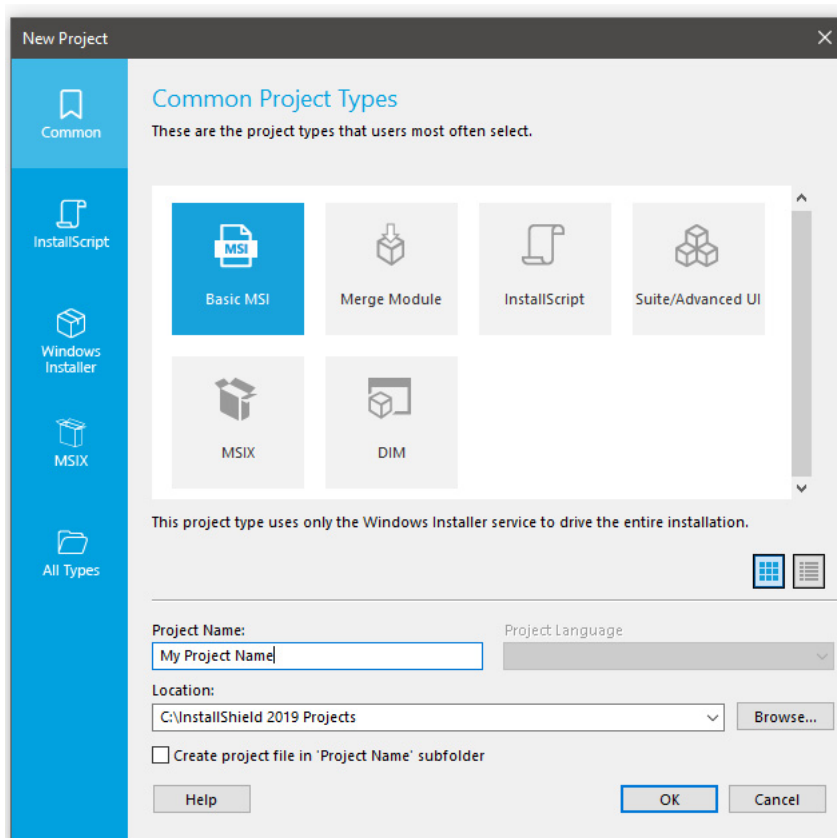 New Project
Common
InstallScript
Windows
Installer
MSIX
All Types
Common Project Types
These are the project types that users most often select.
MSI
Basic MSI
Merge Module
InstallScript
Suite/Advanced UI
MSIX
DIM
This project type uses only the Windows Installer service to drive the entire installation.
Project Name:
Project Language
My Project Name
Location:
C:\InstallShield 2019 Projects
Browse...
Create project file in 'Project Name' subfolder
Help
OK
Cancel